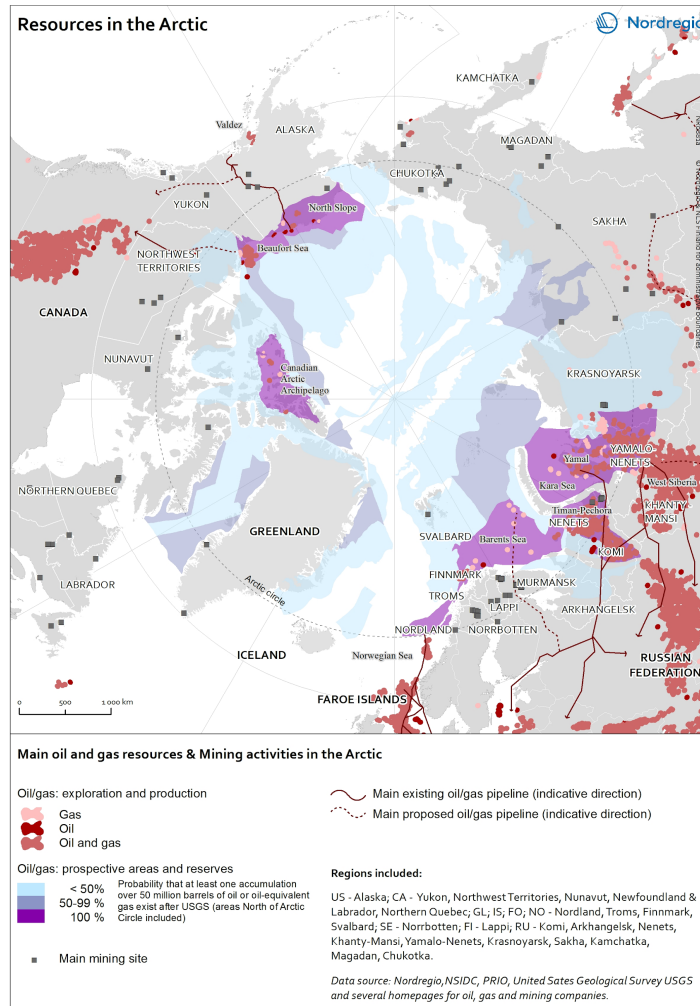 Resources in the Arctic
Nordregio
KAMCHATKA
Valdez
ALASKA
MAGADAN
CHUKOTKA
YUKON
North Slope
SAKHA
Beaufort Sea
NORTHWEST
TERRITORIES
CANADA
NUNAVUT
Canadian
Arctic
Archipelago
KRASNOYARSK
YAMALO-
NENETS
Yamal
Kara Sea
West Siberia
NORTHERN QUEBEC
KHANTY
MANSI
Timan-Pechora
NENETS
GREENLAND
SVALBARD
Barents Sea
KOMI
FINNMARK
MURMANSK
Arctic circle
LABRADOR
TROMS
LAPPI
ARKHANGELSK
NORDLAND
NORRBOTTEN
ICELAND
Norwegian Sea
RUSSIAN
FEDERATION
FAROE ISLANDS
0 500 1 000 km
Main oil and gas resources & Mining activities in the Arctic
Oil/gas: exploration and production
Gas
Oil
Oil and gas
Main existing oil/gas pipeline (indicative direction)
Main proposed oil/gas pipeline (indicative direction)
Oil/gas: prospective areas and reserves
< 50%
50-99 %
100 %
Probability that at least one accumulation
over 50 million barrels of oil or oil-equivalent
gas exist after USGS (areas North of Arctic
Circle included)
Main mining site
Regions included:
US - Alaska; CA - Yukon, Northwest Territories, Nunavut, Newfoundland &
Labrador, Northern Quebec; GL; IS; FO; NO - Nordland, Troms, Finnmark,
Svalbard; SE - Norrbotten; FI - Lappi; RU - Komi, Arkhangelsk, Nenets,
Khanty-Mansi, Yamalo-Nenets, Krasnoyarsk, Sakha, Kamchatka,
Magadan, Chukotka.
Data source: Nordregio,NSIDC, PRIO, United Sates Geological Survey USGS
and several homepages for oil, gas and mining companies.